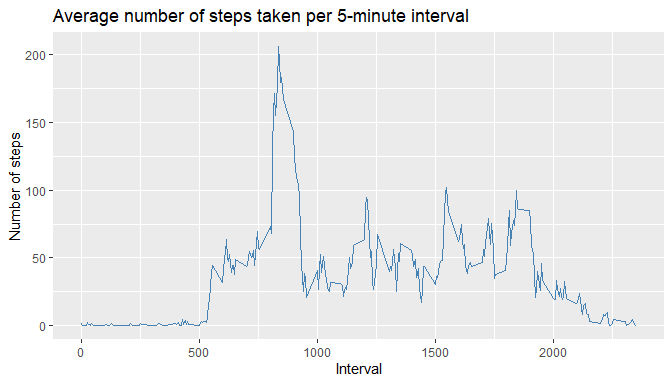 Average number of steps taken per 5-minute interval
200
150
100
50
0
Number of steps
0 500 1000 1500 2000
Interval